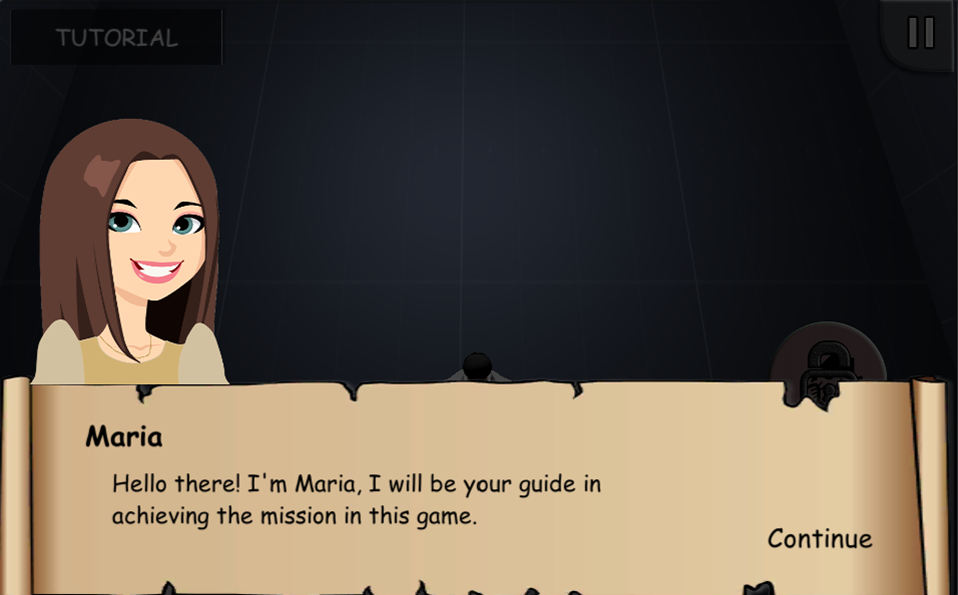 TUTORIAL
Maria
Hello there! I'm Maria, I will be your guide in
achieving the mission in this game.
Continue